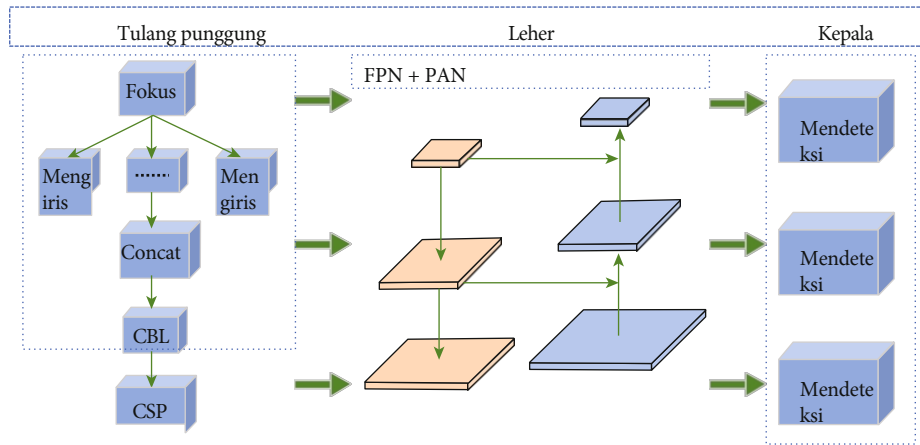 Tulang punggung
Leher
Kepala
Fokus
Meng
iris
........
Men
giris
Concat
CBL
CSP
FPN + PAN
Mendete
ksi
Mendete
ksi
Mendete
ksi